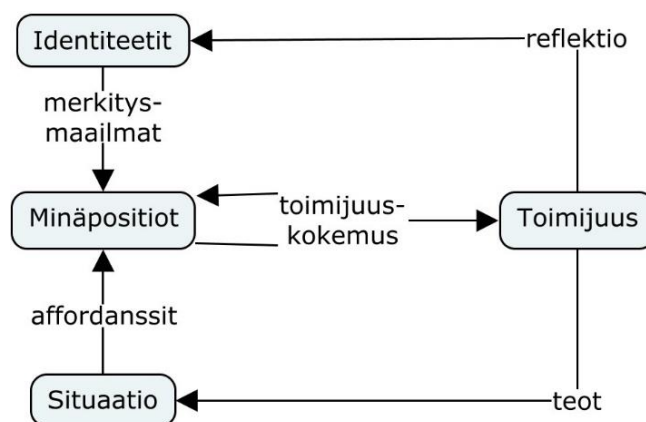 Identiteetit
reflektio
merkitys-
maailmat
Minäpositiot
toimijuus-
kokemus
Toimijuus
affordanssit
Situaatio
teot